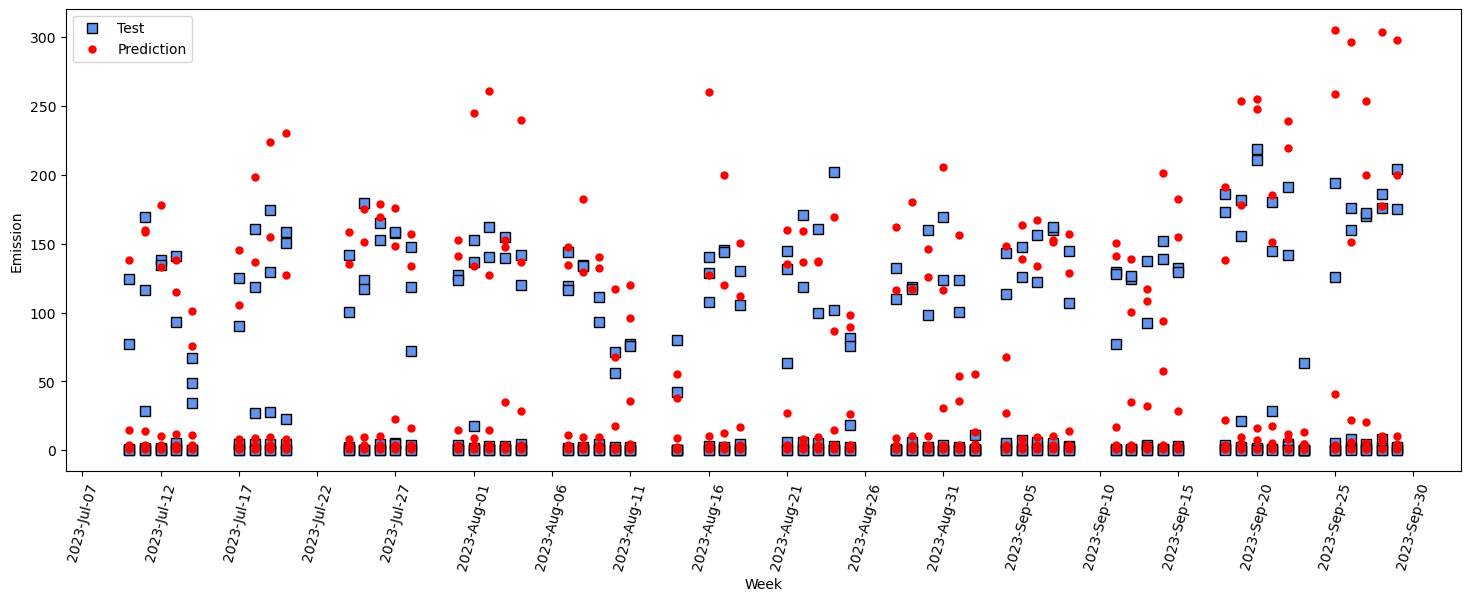 Test
Prediction
Emission
300
250
200
150
100
50
0
2023-Jul-07
2023-Jul-12
2023-Jul-17
2023-Jul-22
2023-Jul-27
2023-Aug-01
2023-Aug-06
2023-Aug-11
2023-Aug-16
2023-Aug-21
2023-Aug-26
2023-Aug-31
2023-Sep-05
2023-Sep-10
2023-Sep-15
2023-Sep-20
2023-Sep-25
2023-Sep-30
Week